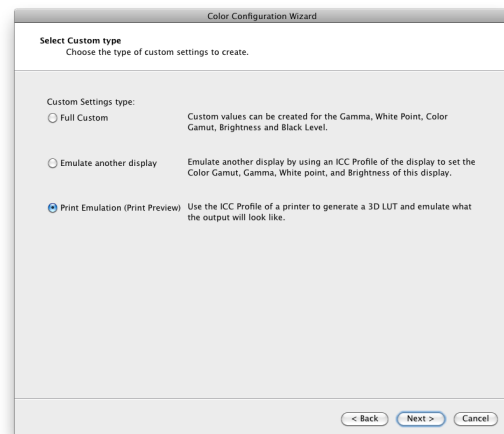 Color Configuration Wizard
Select Custom type
Choose the type of custom settings to create.
Custom Settings type:
Full Custom
Custom values can be created for the Gamma, White Point, Color
Gamut, Brightness and Black Level.
Emulate another display
Emulate another display by using an ICC Profile of the display to set the
Color Gamut, Gamma, White point, and Brightness of this display.
Print Emulation (Print Preview)
Use the ICC Profile of a printer to generate a 3D LUT and emulate what
the output will look like.
< Back
Next >
Cancel